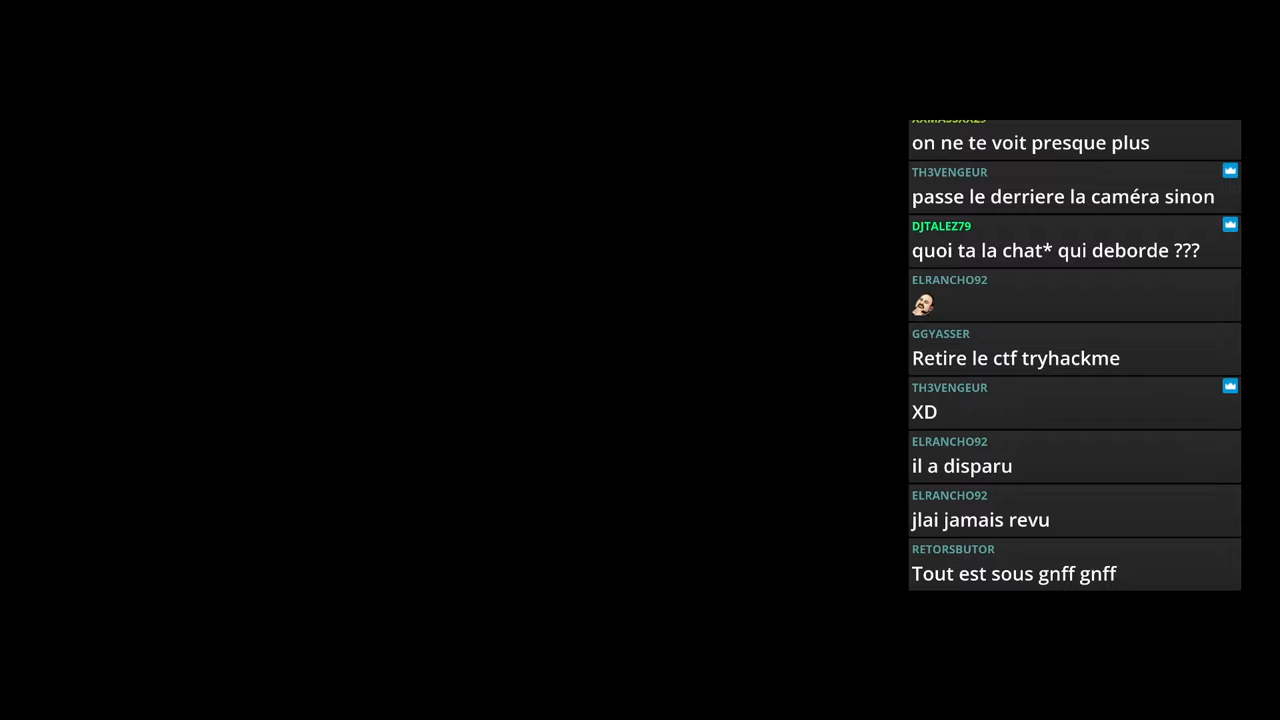 on ne te voit presque plus
TH3VENGEUR
passe le derriere la caméra sinon
DJTALEZ79
quoi ta la chat* qui deborde ???
ELRANCHO92
GGYASSER
Retire le ctf tryhackme
TH3VENGEUR
XD
ELRANCHO92
il a disparu
ELRANCHO92
jlai jamais revu
RETORSBUTOR
Tout est sous gnff gnff